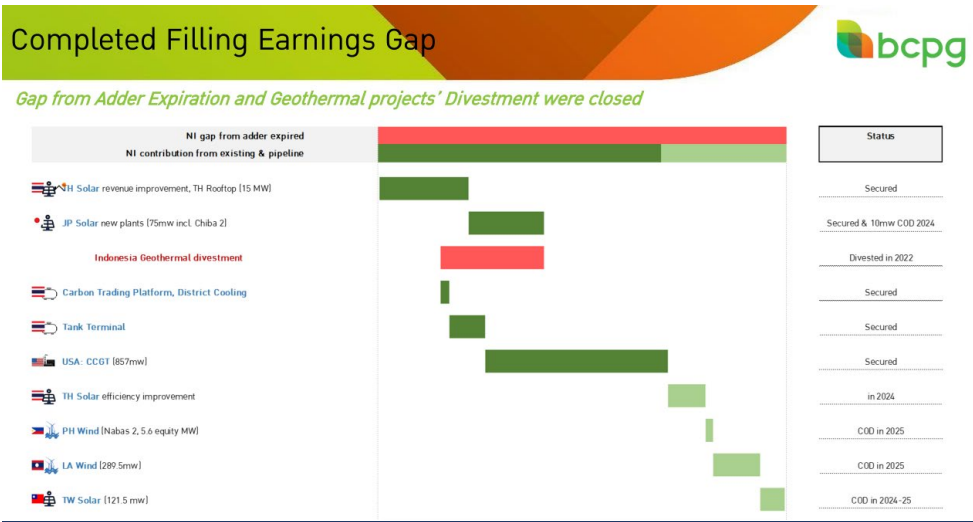 Completed Filling Earnings Gap
bcpg
Gap from Adder Expiration and Geothermal projects' Divestment were closed
NI gap from adder expired
NI contribution from existing & pipeline
Status
TH Solar revenue improvement, TH Rooftop (15 MW)
Secured
JP Solar new plants (75mw incl. Chiba 2)
Secured & 10mw COD 2024
Indonesia Geothermal divestment
Divested in 2022
Carbon Trading Platform, District Cooling
Secured
Tank Terminal
Secured
USA: CCGT (857mw)
Secured
TH Solar efficiency improvement
in 2024
PH Wind (Nabas 2, 5.6 equity MW)
COD in 2025
LA Wind (289.5mw)
COD in 2025
TW Solar (121.5 mw)
COD in 2024-25